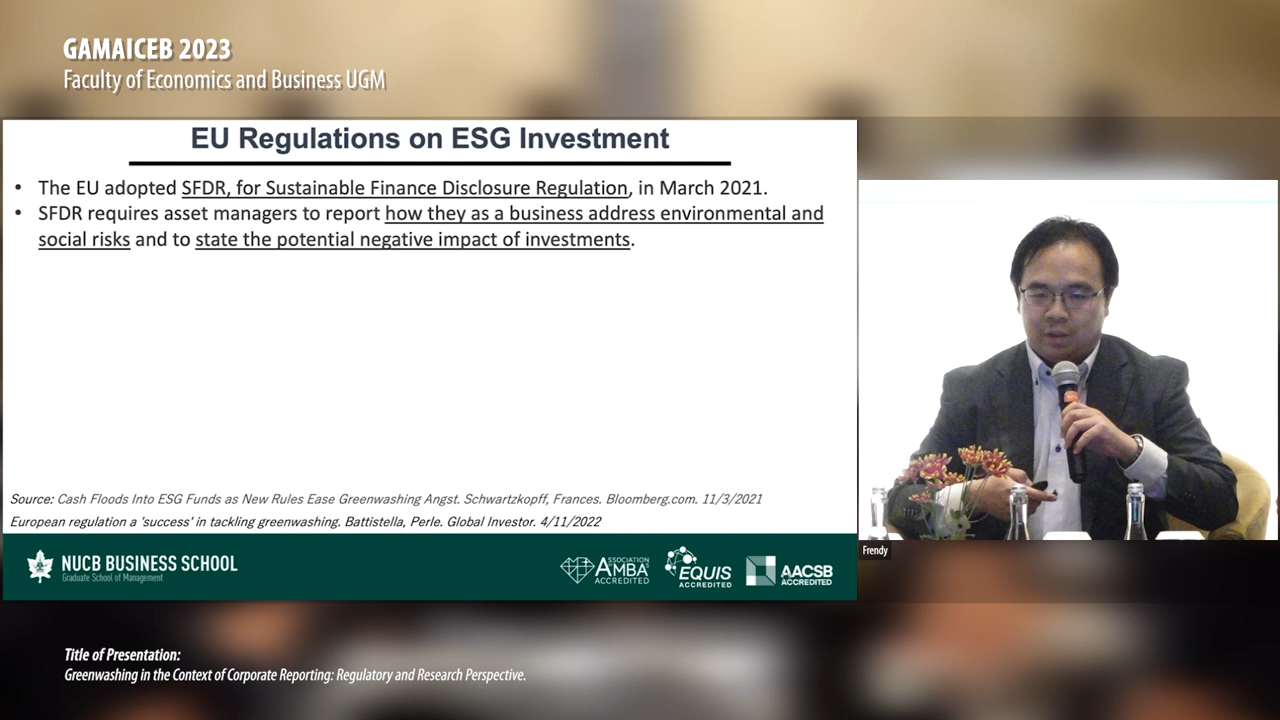 GAMAICEB 2023
Faculty of Economics and Business UGM
EU Regulations on ESG Investment
• The EU adopted SFDR, for Sustainable Finance Disclosure Regulation, in March 2021.
• SFDR requires asset managers to report how they as a business address environmental and
social risks and to state the potential negative impact of investments.
Source: Cash Floods Into ESG Funds as New Rules Ease Greenwashing Angst. Schwartzkopff, Frances. Bloomberg.com. 11/3/2021
European regulation a 'success' in tackling greenwashing. Battistella, Perle. Global Investor. 4/11/2022
NUCB BUSINESS SCHOOL
Graduate School of Management
ASSOCIATION
AMBA
ACCREDITED
EQUIS
ACCREDITED
AACSB
ACCREDITED
Frendy
Title of Presentation:
Greenwashing in the Context of Corporate Reporting: Regulatory and Research Perspective.